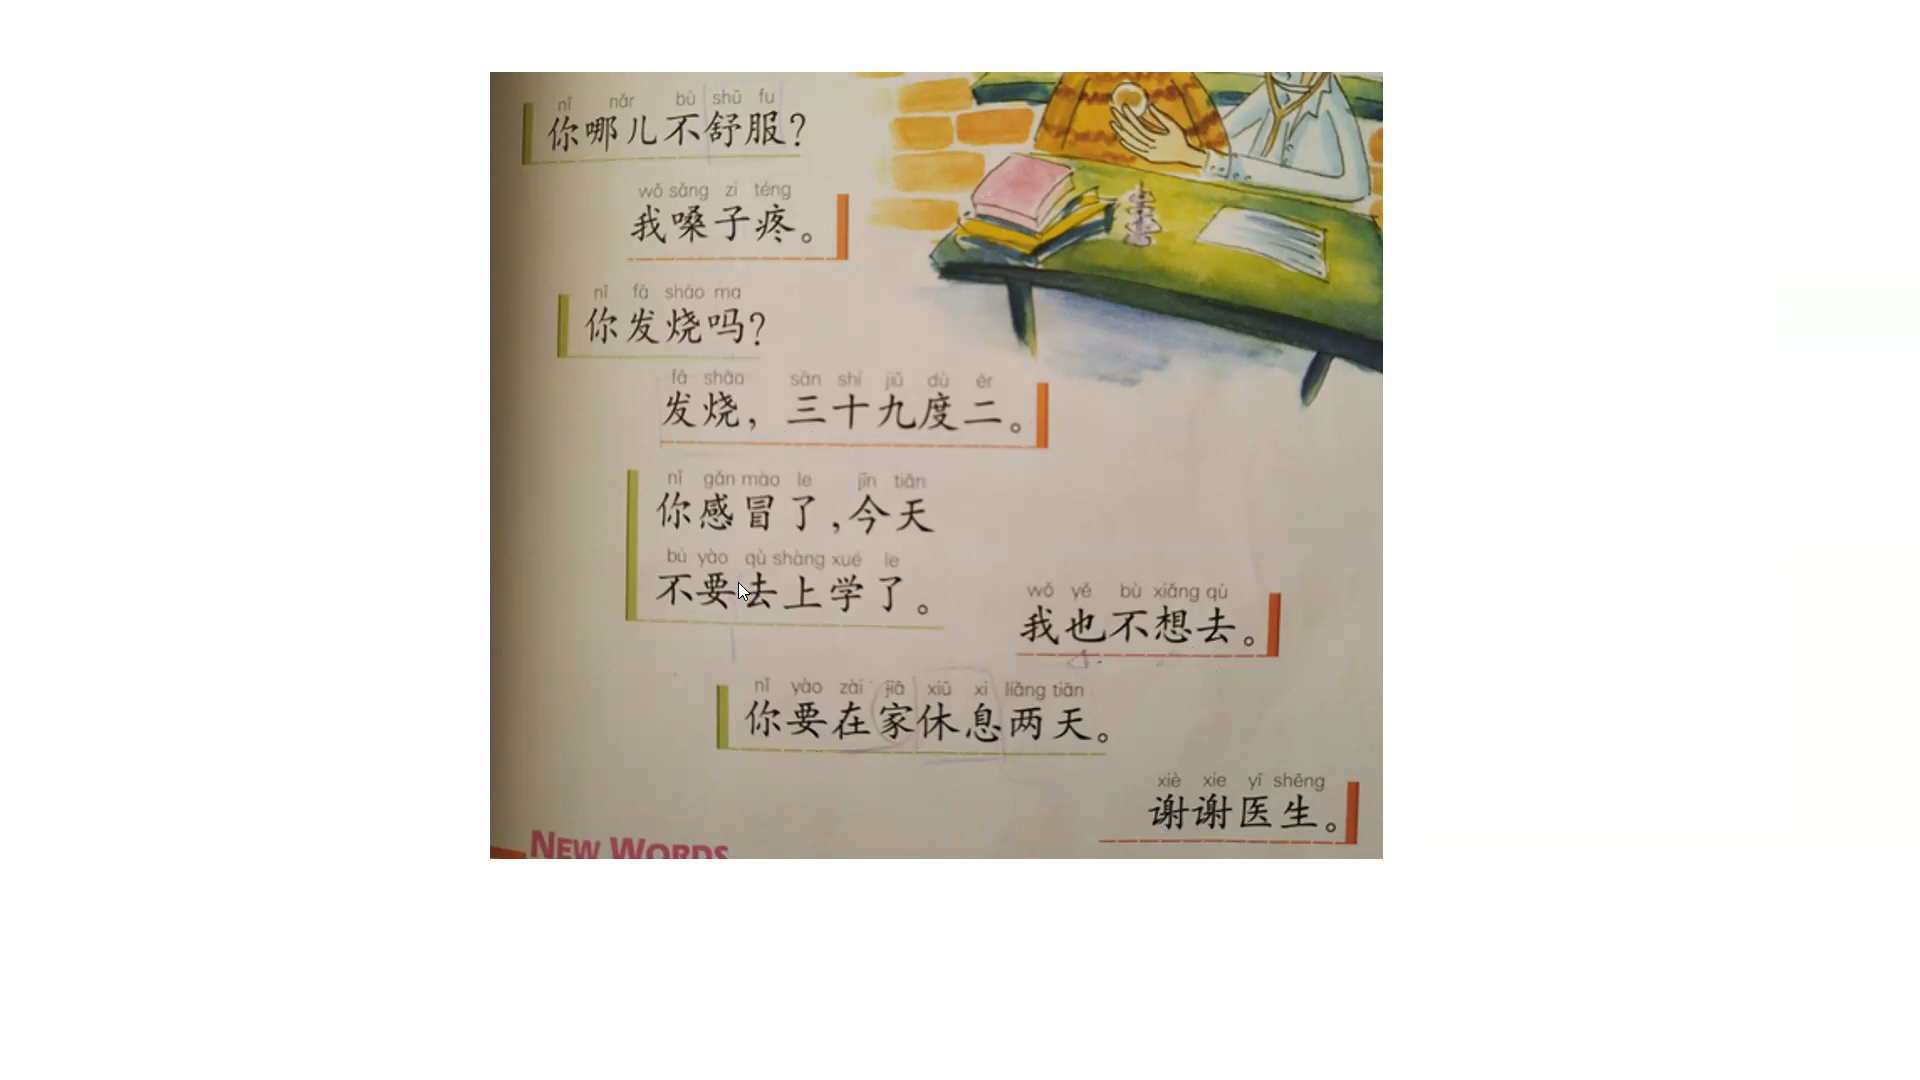 nǐ nǎr bù shū fu
你哪儿不舒服？
wǒ sǎng zi téng
我嗓子疼。
nǐ fā shāo ma
你发烧吗？
fā shāo sān shí jiǔ dù èr
发烧，三十九度二。
nǐ gǎn mào le jīn tiān
你感冒了，今天
bú yào qù shàng xué le
不要去上学了。
wǒ yě bù xiǎng qù
我也不想去。
nǐ yào zài jiā xiū xi liǎng tiān
你要在家休息两天。
xiè xie yī shēng
谢谢医生。
NEW WORDS